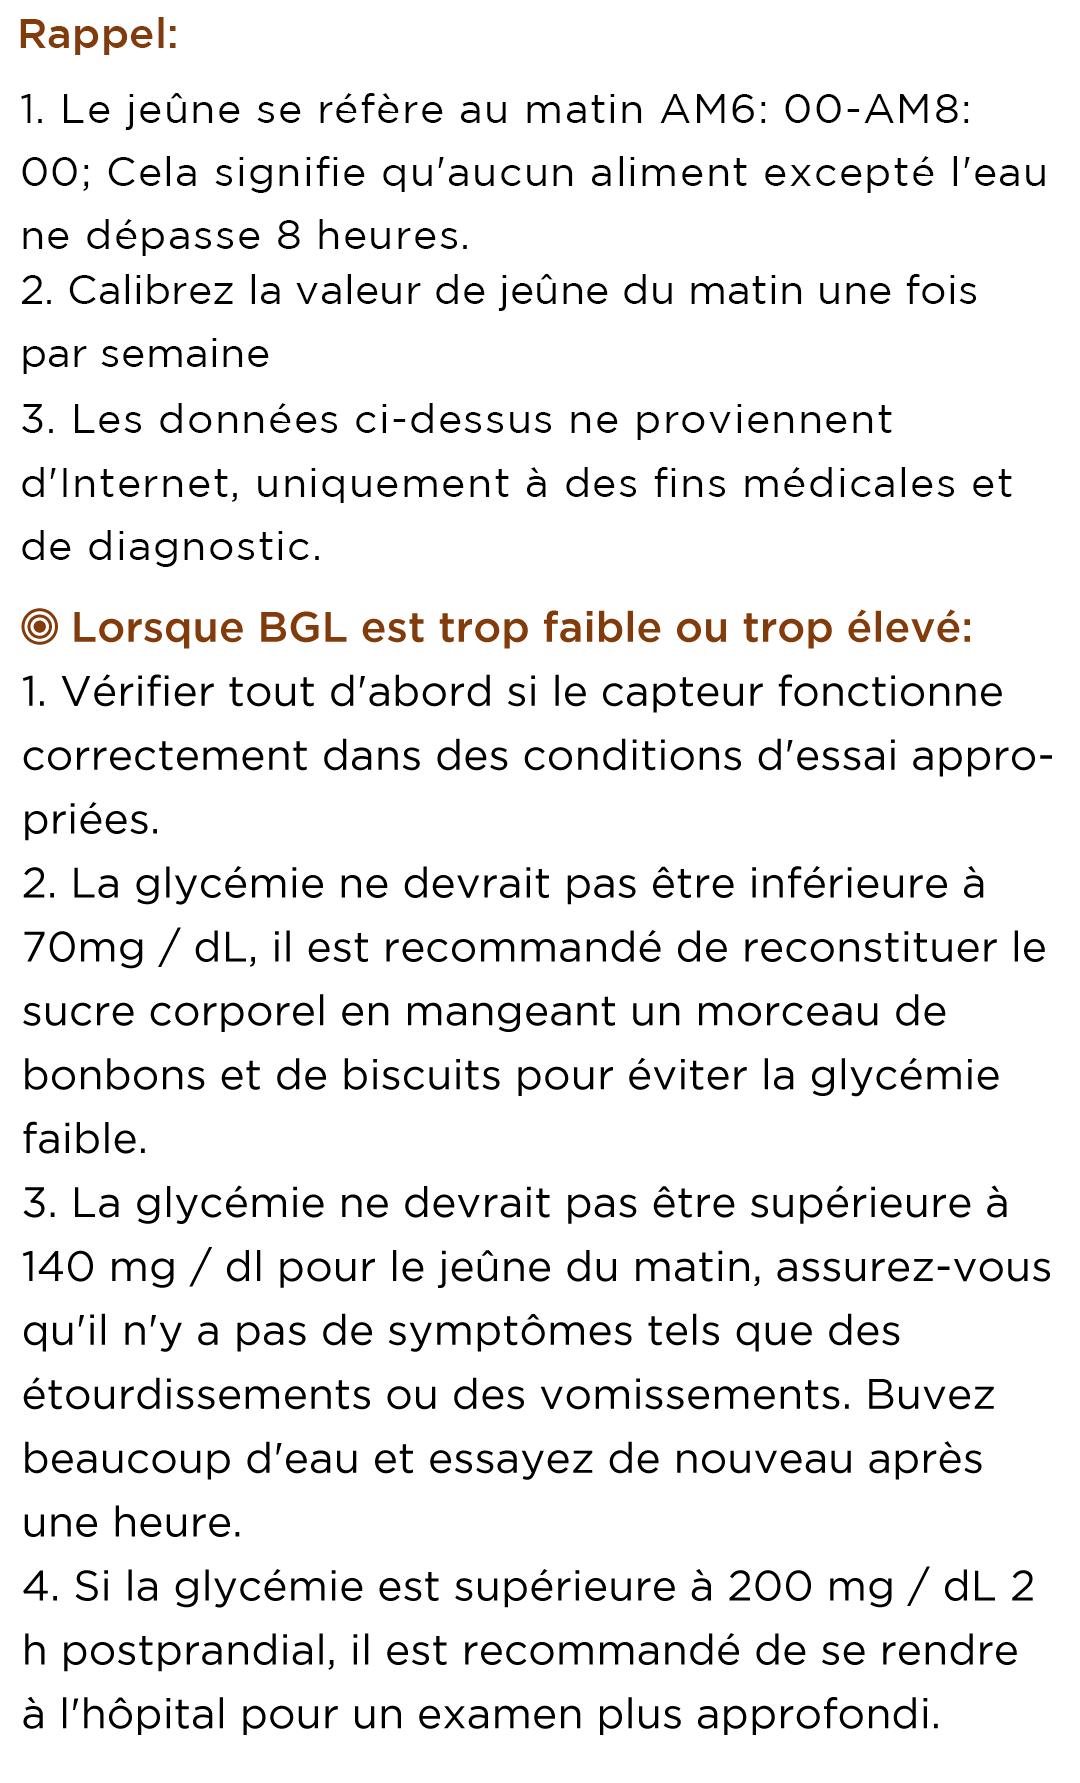 Rappel:
1. Le jeûne se réfère au matin AM6: 00-AM8:
00; Cela signifie qu'aucun aliment excepté l'eau
ne dépasse 8 heures.
2. Calibrez la valeur de jeûne du matin une fois
par semaine
3. Les données ci-dessus ne proviennent
d'Internet, uniquement à des fins médicales et
de diagnostic.
◎ Lorsque BGL est trop faible ou trop élevé:
1. Vérifier tout d'abord si le capteur fonctionne
correctement dans des conditions d'essai appro-
priées.
2. La glycémie ne devrait pas être inférieure à
70mg / dL, il est recommandé de reconstituer le
sucre corporel en mangeant un morceau de
bonbons et de biscuits pour éviter la glycémie
faible.
3. La glycémie ne devrait pas être supérieure à
140 mg / dl pour le jeûne du matin, assurez-vous
qu'il n'y a pas de symptômes tels que des
étourdissements ou des vomissements. Buvez
beaucoup d'eau et essayez de nouveau après
une heure.
4. Si la glycémie est supérieure à 200 mg / dL 2
h postprandial, il est recommandé de se rendre
à l'hôpital pour un examen plus approfondi.